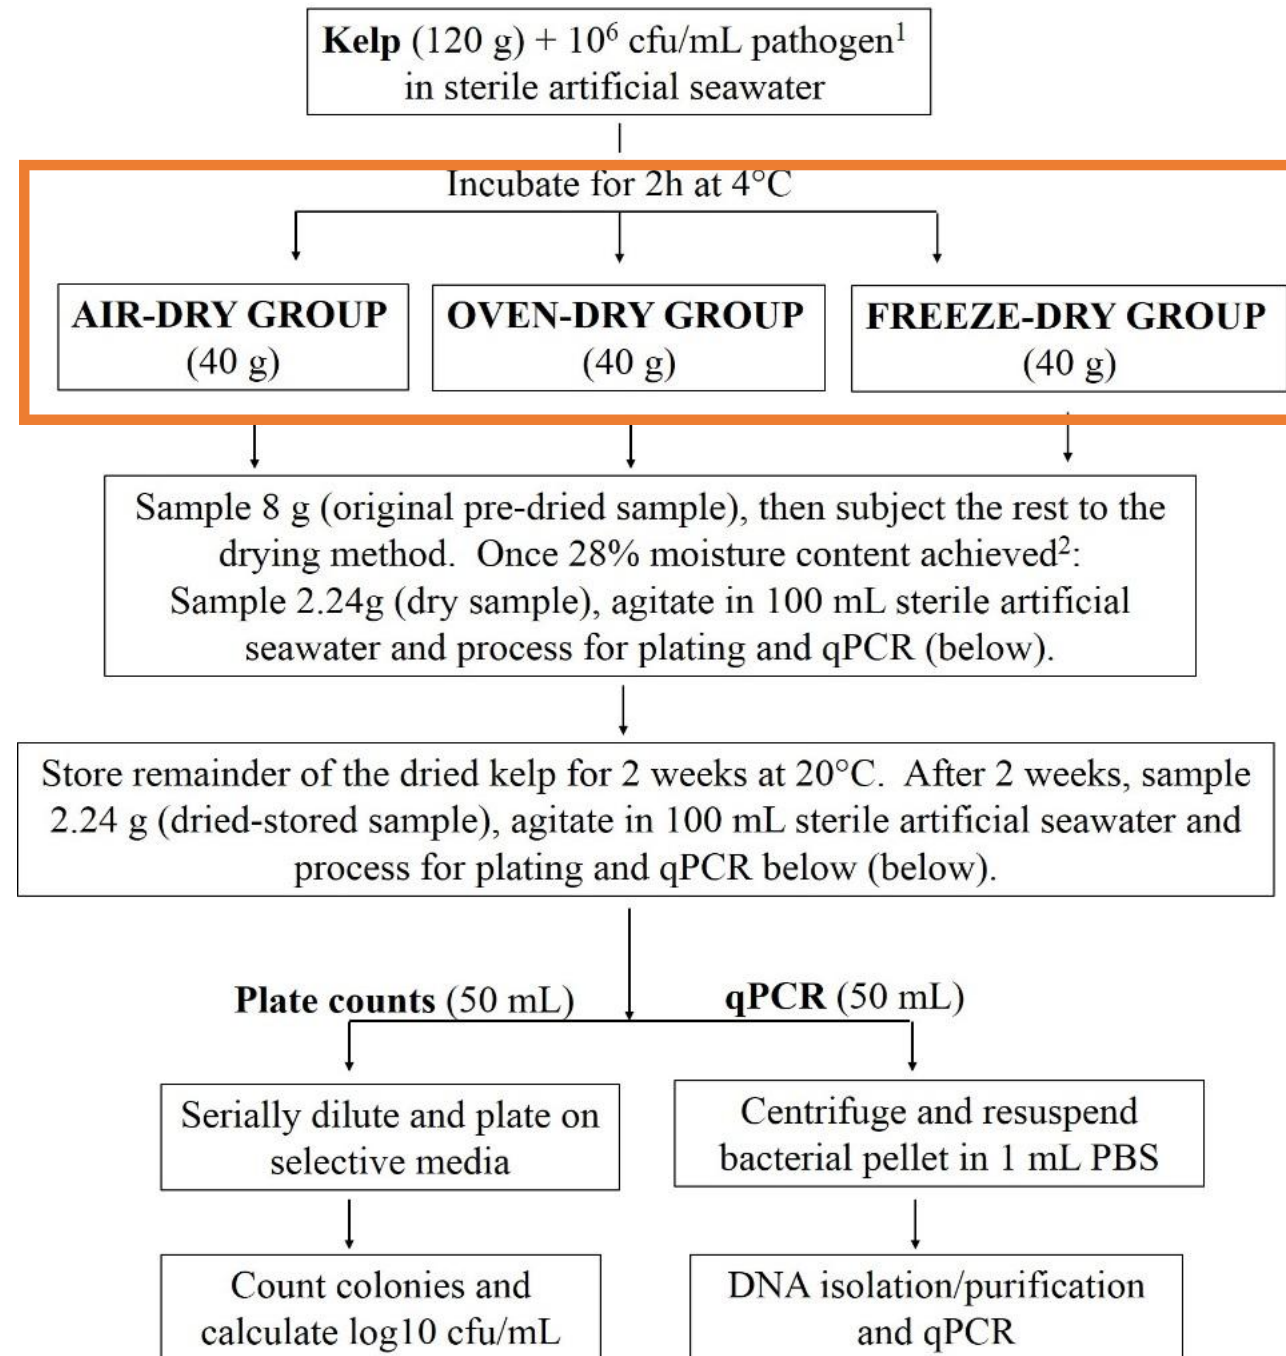 Kelp (120 g) + 10⁶ cfu/mL pathogen¹
in sterile artificial seawater
Incubate for 2h at 4°C
AIR-DRY GROUP
(40 g)
OVEN-DRY GROUP
(40 g)
FREEZE-DRY GROUP
(40 g)
Sample 8 g (original pre-dried sample), then subject the rest to the
drying method. Once 28% moisture content achieved²:
Sample 2.24g (dry sample), agitate in 100 mL sterile artificial
seawater and process for plating and qPCR (below).
Store remainder of the dried kelp for 2 weeks at 20°C. After 2 weeks, sample
2.24 g (dried-stored sample), agitate in 100 mL sterile artificial seawater and
process for plating and qPCR below (below).
Plate counts (50 mL)
qPCR (50 mL)
Serially dilute and plate on
selective media
Centrifuge and resuspend
bacterial pellet in 1 mL PBS
Count colonies and
calculate log10 cfu/mL
DNA isolation/purification
and qPCR